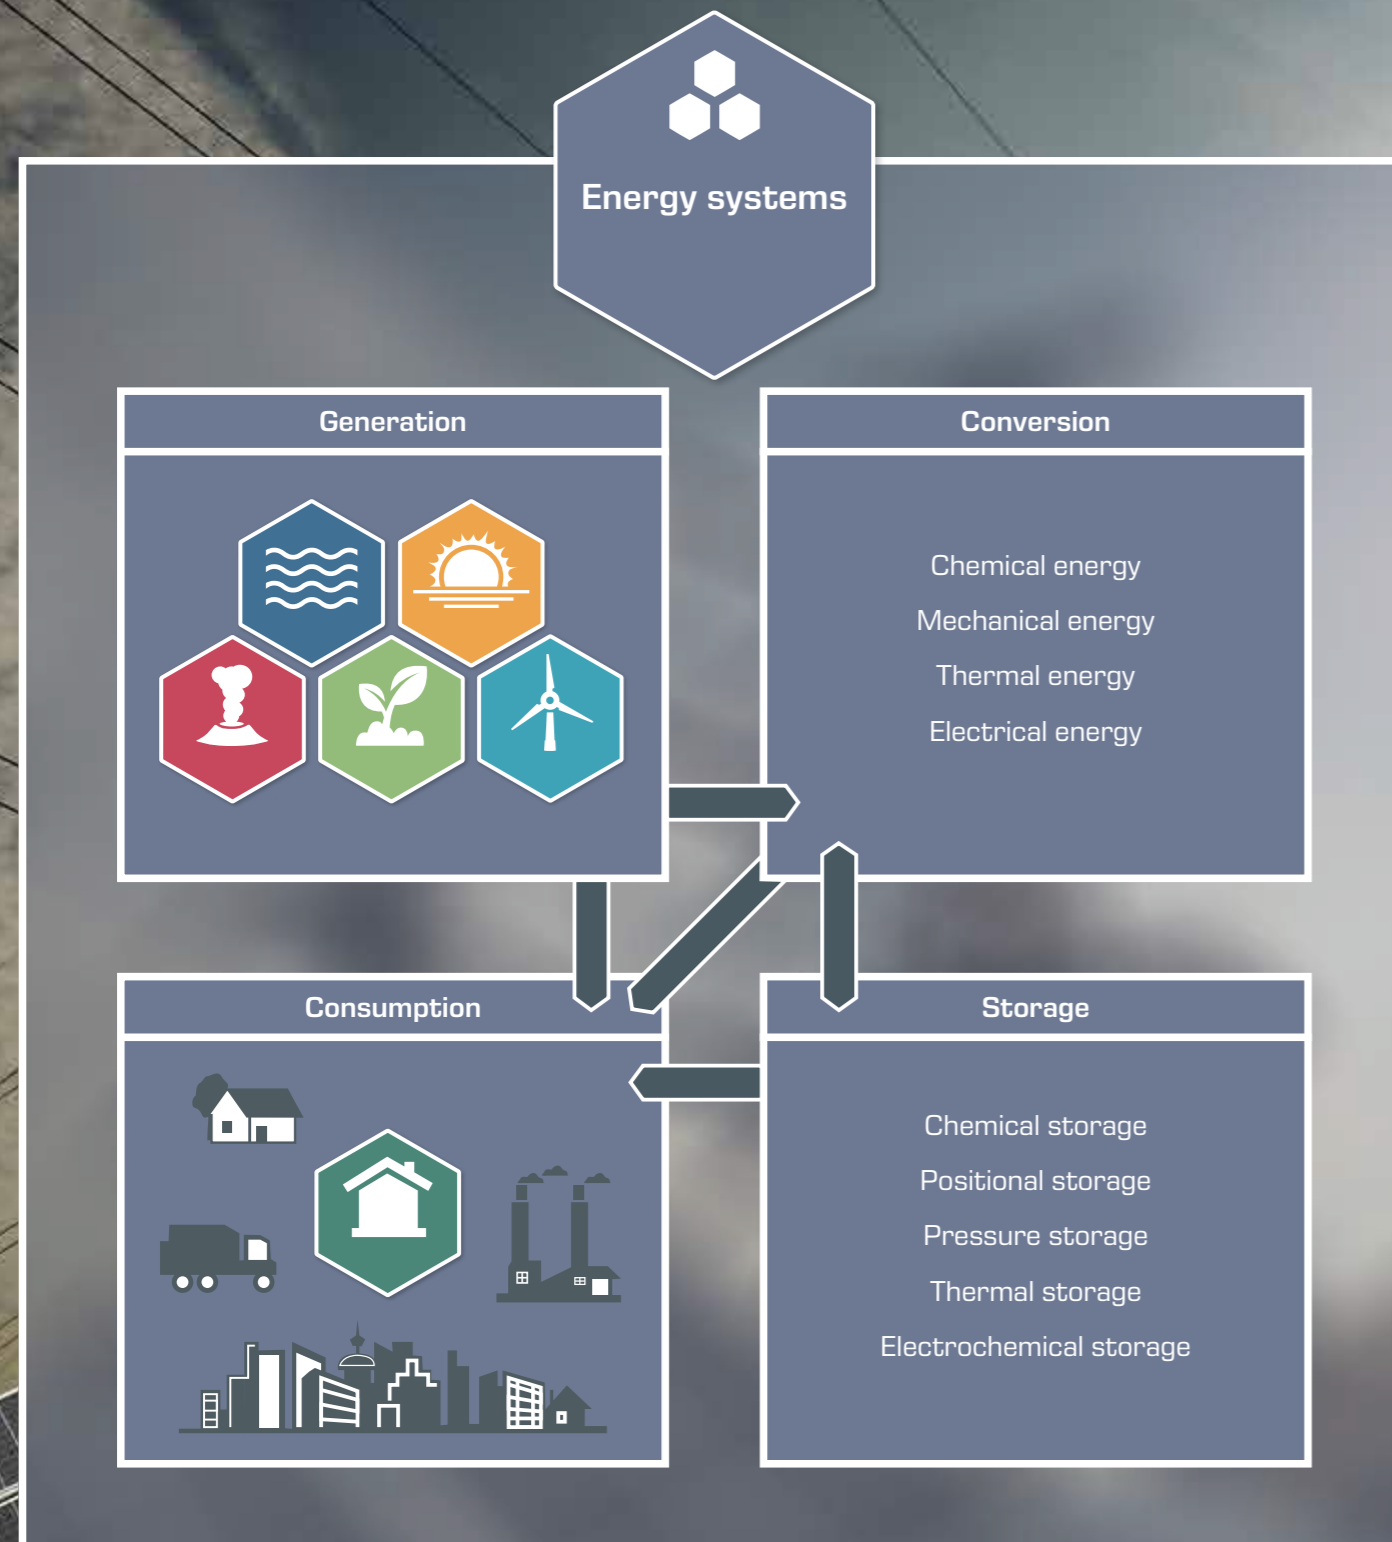 Energy systems
Generation
Conversion
Chemical energy
Mechanical energy
Thermal energy
Electrical energy
Consumption
Storage
Chemical storage
Positional storage
Pressure storage
Thermal storage
Electrochemical storage